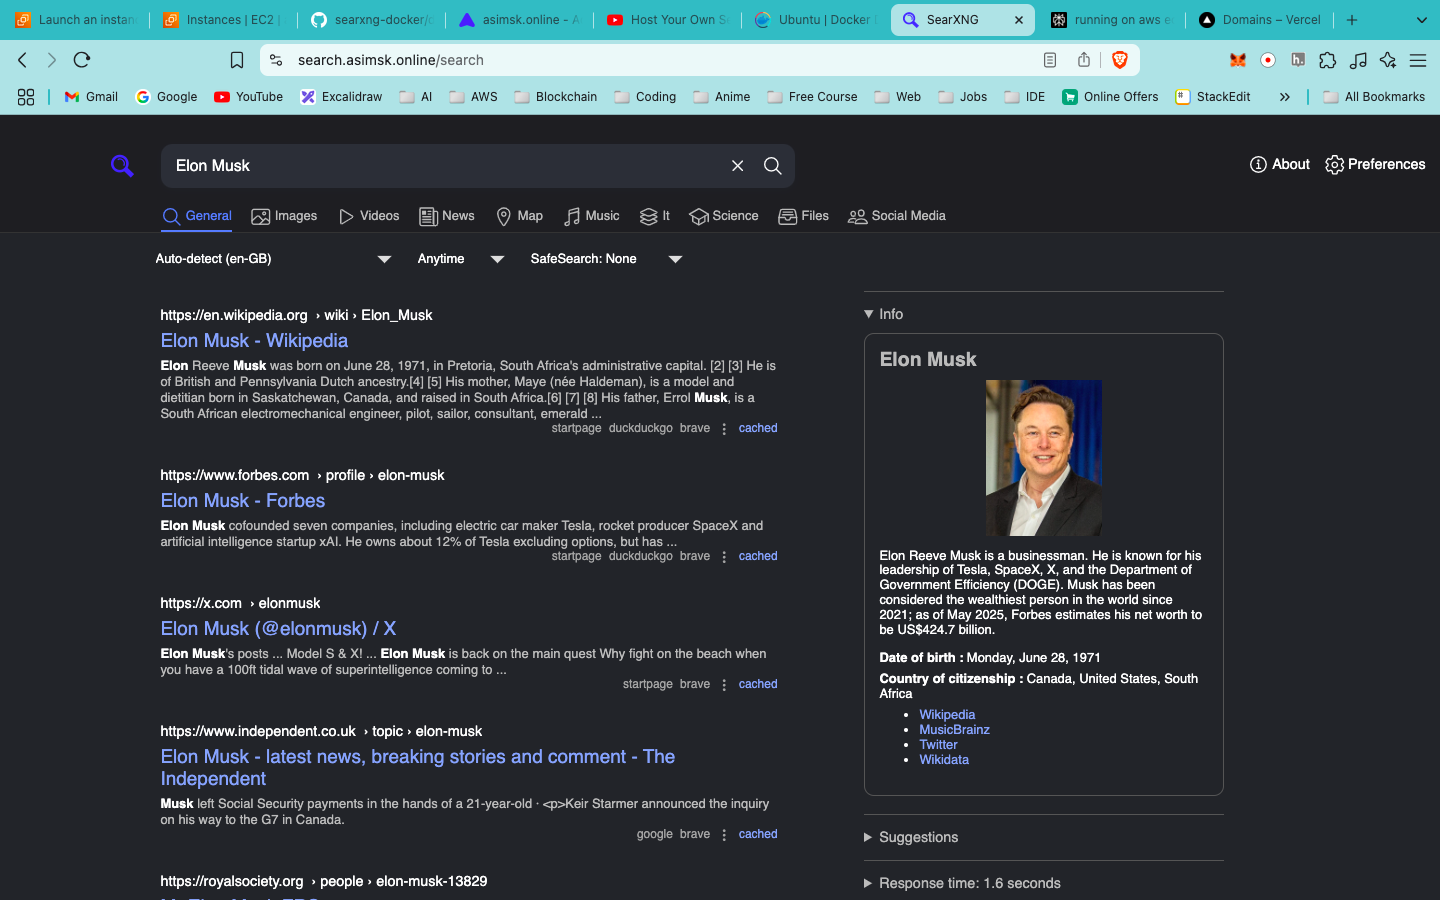 Launch an instan
Instances | EC2 |
searxng-docker/
asimsk.online - A
Host Your Own S
Ubuntu | Docker
SearXNG
running on aws e
Domains – Vercel
search.asimsk.online/search
Gmail
Google
YouTube
Excalidraw
AI
AWS
Blockchain
Coding
Anime
Free Course
Web
Jobs
IDE
Online Offers
StackEdit
All Bookmarks
Elon Musk
About
Preferences
General
Images
Videos
News
Map
Music
It
Science
Files
Social Media
Auto-detect (en-GB)
Anytime
SafeSearch: None
https://en.wikipedia.org › wiki › Elon_Musk
Elon Musk - Wikipedia
Elon Reeve Musk was born on June 28, 1971, in Pretoria, South Africa's administrative capital. [2] [3] He is
of British and Pennsylvania Dutch ancestry.[4] [5] His mother, Maye (née Haldeman), is a model and
dietitian born in Saskatchewan, Canada, and raised in South Africa.[6] [7] [8] His father, Errol Musk, is a
South African electromechanical engineer, pilot, sailor, consultant, emerald ...
startpage duckduckgo brave cached
https://www.forbes.com › profile › elon-musk
Elon Musk - Forbes
Elon Musk cofounded seven companies, including electric car maker Tesla, rocket producer SpaceX and
artificial intelligence startup xAI. He owns about 12% of Tesla excluding options, but has ...
startpage duckduckgo brave cached
https://x.com › elonmusk
Elon Musk (@elonmusk) / X
Elon Musk's posts ... Model S & X! ... Elon Musk is back on the main quest Why fight on the beach when
you have a 100ft tidal wave of superintelligence coming to ...
startpage brave cached
https://www.independent.co.uk › topic › elon-musk
Elon Musk - latest news, breaking stories and comment - The
Independent
Musk left Social Security payments in the hands of a 21-year-old · <p>Keir Starmer announced the inquiry
on his way to the G7 in Canada.
google brave cached
https://royalsociety.org › people › elon-musk-13829
Info
Elon Musk
Elon Reeve Musk is a businessman. He is known for his
leadership of Tesla, SpaceX, X, and the Department of
Government Efficiency (DOGE). Musk has been
considered the wealthiest person in the world since
2021; as of May 2025, Forbes estimates his net worth to
be US$424.7 billion.
Date of birth : Monday, June 28, 1971
Country of citizenship : Canada, United States, South
Africa
Wikipedia
MusicBrainz
Twitter
Wikidata
Suggestions
Response time: 1.6 seconds